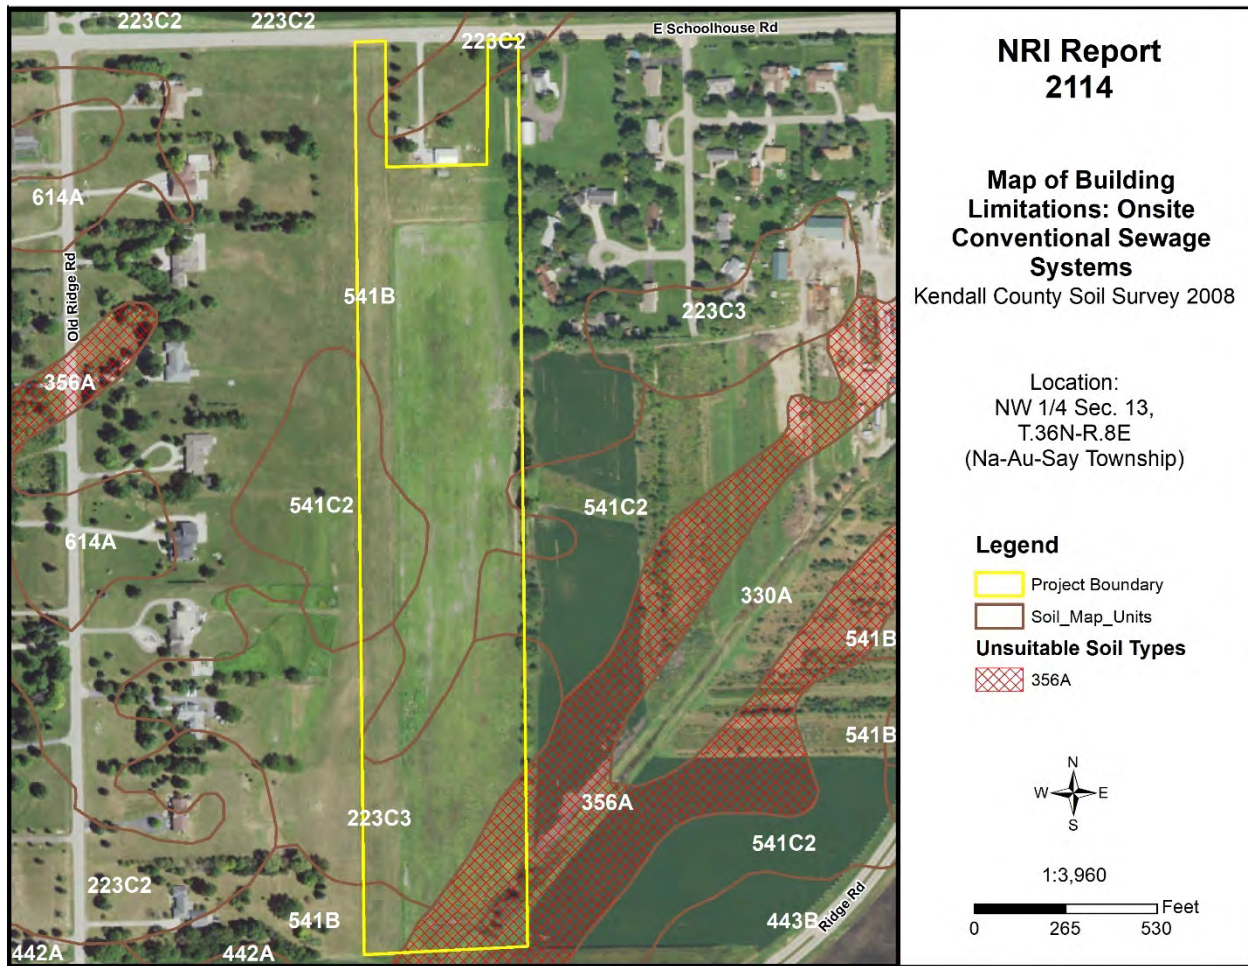 223C2
223C2
E Schoolhouse Rd
223C2
614A
Old Ridge Rd
541B
223C3
356A
541C2
541C2
614A
330A
541B
541B
356A
223C3
541C2
223C2
541B
443B
Ridge Rd
442A
442A
NRI Report
2114
Map of Building
Limitations: Onsite
Conventional Sewage
Systems
Kendall County Soil Survey 2008
Location:
NW 1/4 Sec. 13,
T.36N-R.8E
(Na-Au-Say Township)
Legend
Project Boundary
Soil_Map_Units
Unsuitable Soil Types
356A
N
W E
S
1:3,960
Feet
0 265 530